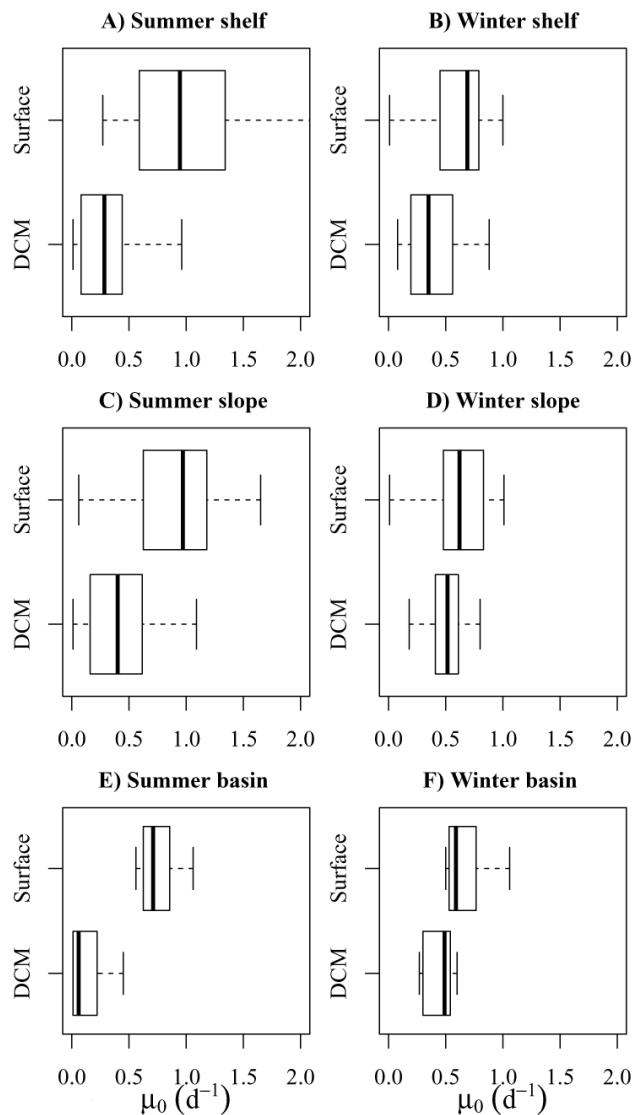 A) Summer shelf
B) Winter shelf
Surface
DCM
0.0 0.5 1.0 1.5 2.0
Surface
DCM
0.0 0.5 1.0 1.5 2.0
C) Summer slope
D) Winter slope
Surface
DCM
0.0 0.5 1.0 1.5 2.0
Surface
DCM
0.0 0.5 1.0 1.5 2.0
E) Summer basin
F) Winter basin
Surface
DCM
0.0 0.5 1.0 1.5 2.0
μ₀ (d⁻¹)
Surface
DCM
0.0 0.5 1.0 1.5 2.0
μ₀ (d⁻¹)